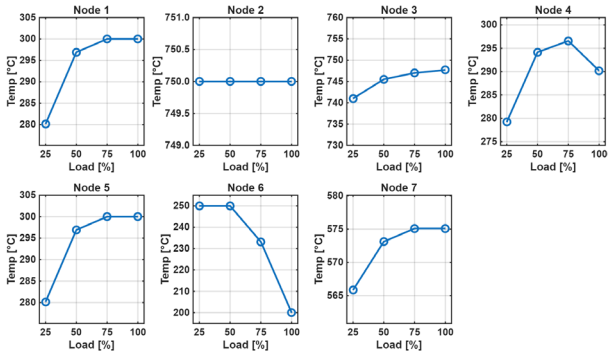 Node 1
Temp [°C]
305
300
295
290
285
280
25 50 75 100
Load [%]
Node 2
Temp [°C]
751.0
750.5
750.0
749.5
749.0
25 50 75 100
Load [%]
Node 3
Temp [°C]
760
755
750
745
740
735
730
25 50 75 100
Load [%]
Node 4
Temp [°C]
300
295
290
285
280
275
25 50 75 100
Load [%]
Node 5
Temp [°C]
305
300
295
290
285
280
25 50 75 100
Load [%]
Node 6
Temp [°C]
250
240
230
220
210
200
25 50 75 100
Load [%]
Node 7
Temp [°C]
580
575
570
565
25 50 75 100
Load [%]